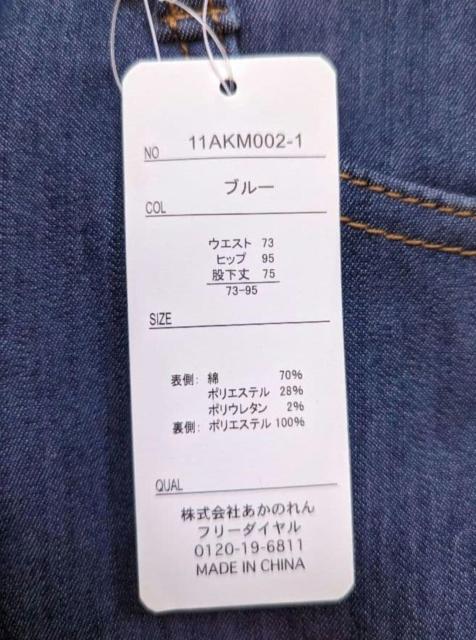 NO 11AKM002-1
COL ブルー
ウエスト 73
ヒップ 95
股下丈 75
73-95
SIZE
表側: 綿 70%
ポリエステル 28%
ポリウレタン 2%
裏側: ポリエステル 100%
QUAL
株式会社あかのれん
フリーダイヤル
0120-19-6811
MADE IN CHINA